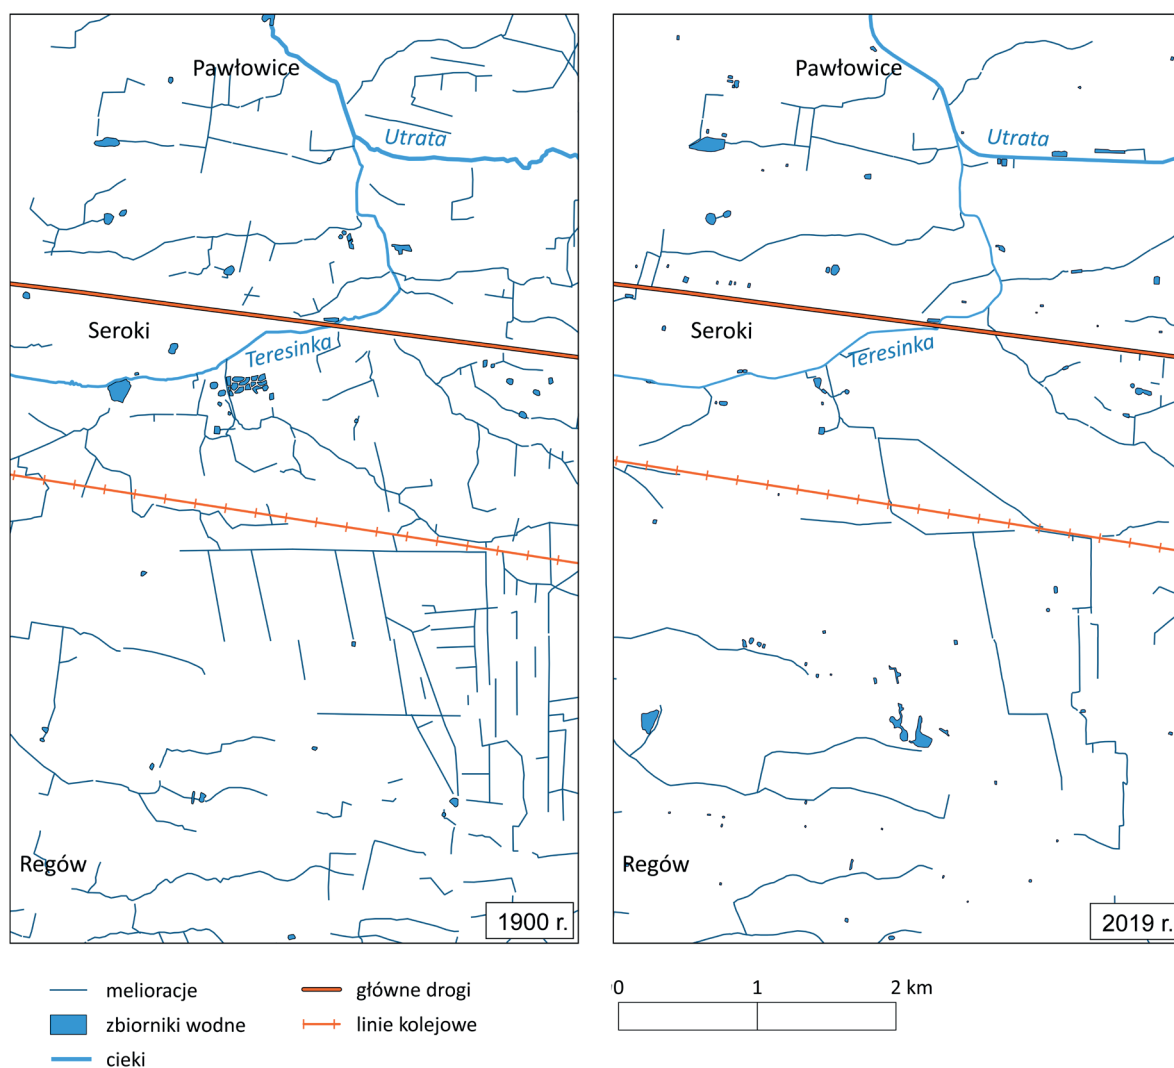 Pawłowice
Utrata
Seroki
Teresinka
Regów
1900 r.
Pawłowice
Utrata
Seroki
Teresinka
Regów
2019 r.
melioracje
zbiorniki wodne
cieki
główne drogi
linie kolejowe
0 1 2 km